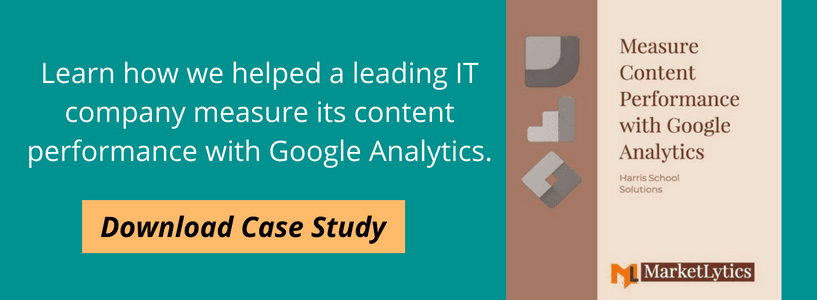 Learn how we helped a leading IT
company measure its content
performance with Google Analytics.
Download Case Study
Measure
Content
Performance
with Google
Analytics
Harris School
Solutions
ML MarketLytics